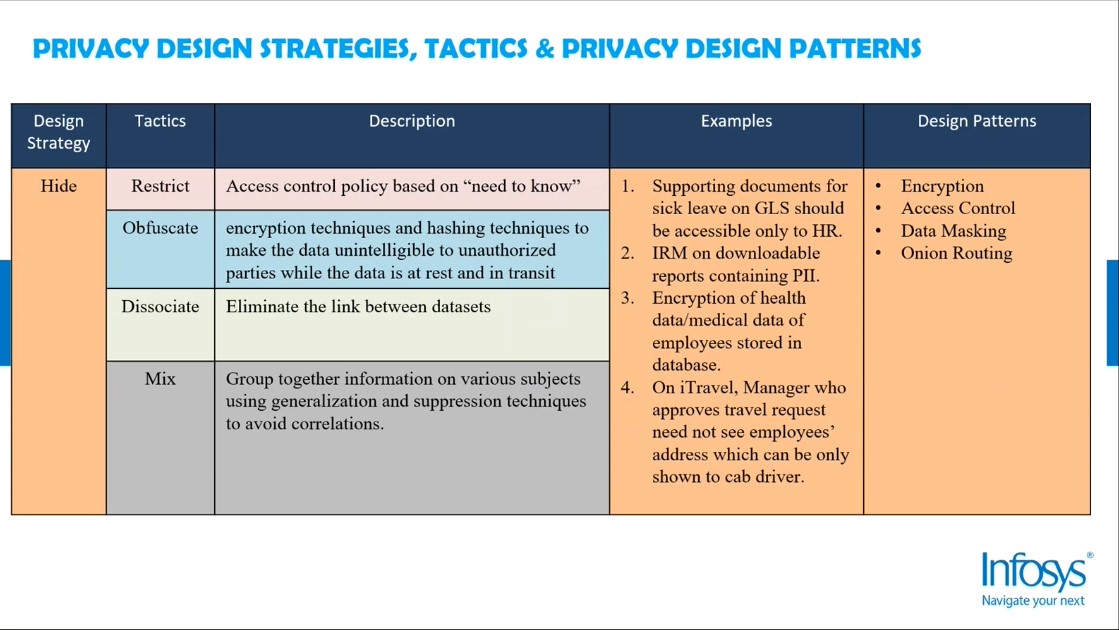 PRIVACY DESIGN STRATEGIES, TACTICS & PRIVACY DESIGN PATTERNS
Design
Strategy
Tactics
Description
Examples
Design Patterns
Hide
Restrict
Access control policy based on “need to know”
Obfuscate
encryption techniques and hashing techniques to
make the data unintelligible to unauthorized
parties while the data is at rest and in transit
Dissociate
Eliminate the link between datasets
Mix
Group together information on various subjects
using generalization and suppression techniques
to avoid correlations.
1. Supporting documents for
sick leave on GLS should
be accessible only to HR.
2. IRM on downloadable
reports containing PII.
3. Encryption of health
data/medical data of
employees stored in
database.
4. On iTravel, Manager who
approves travel request
need not see employees’
address which can be only
shown to cab driver.
• Encryption
• Access Control
• Data Masking
• Onion Routing
Infosys®
Navigate your next